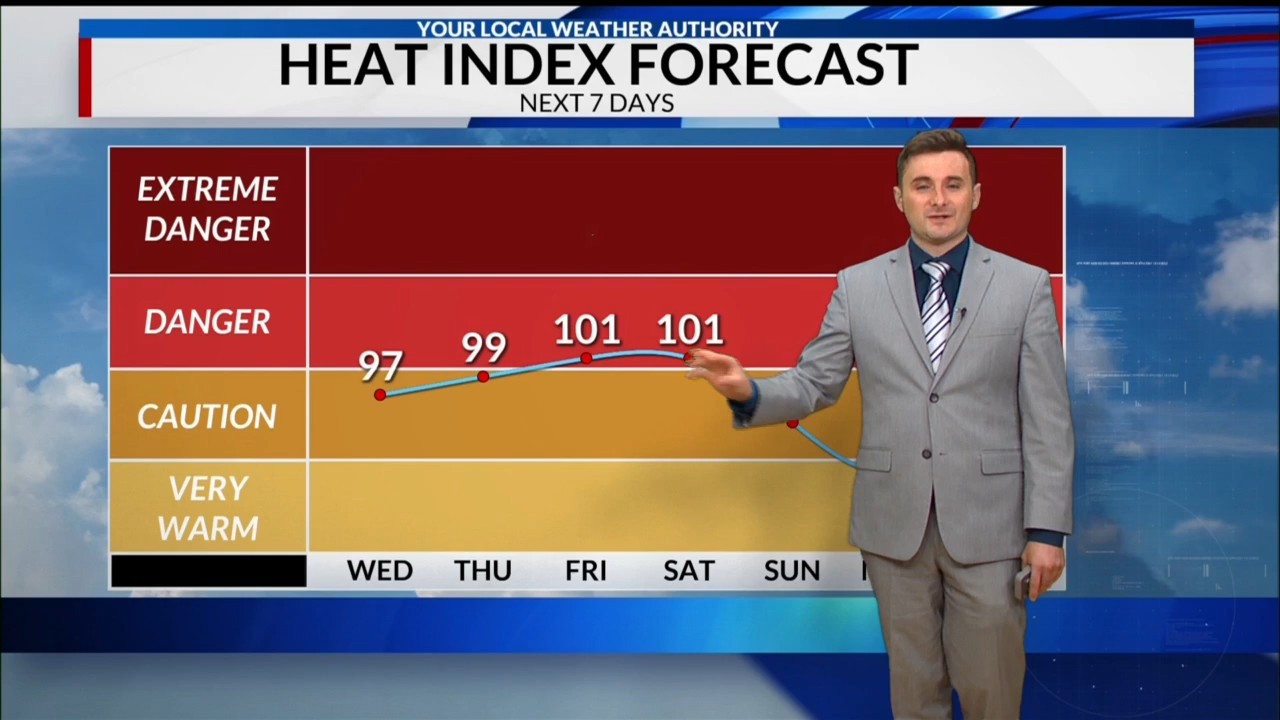 YOUR LOCAL WEATHER AUTHORITY
HEAT INDEX FORECAST
NEXT 7 DAYS
EXTREME
DANGER
DANGER
CAUTION
VERY
WARM
97
99
101
101
WED
THU
FRI
SAT
SUN